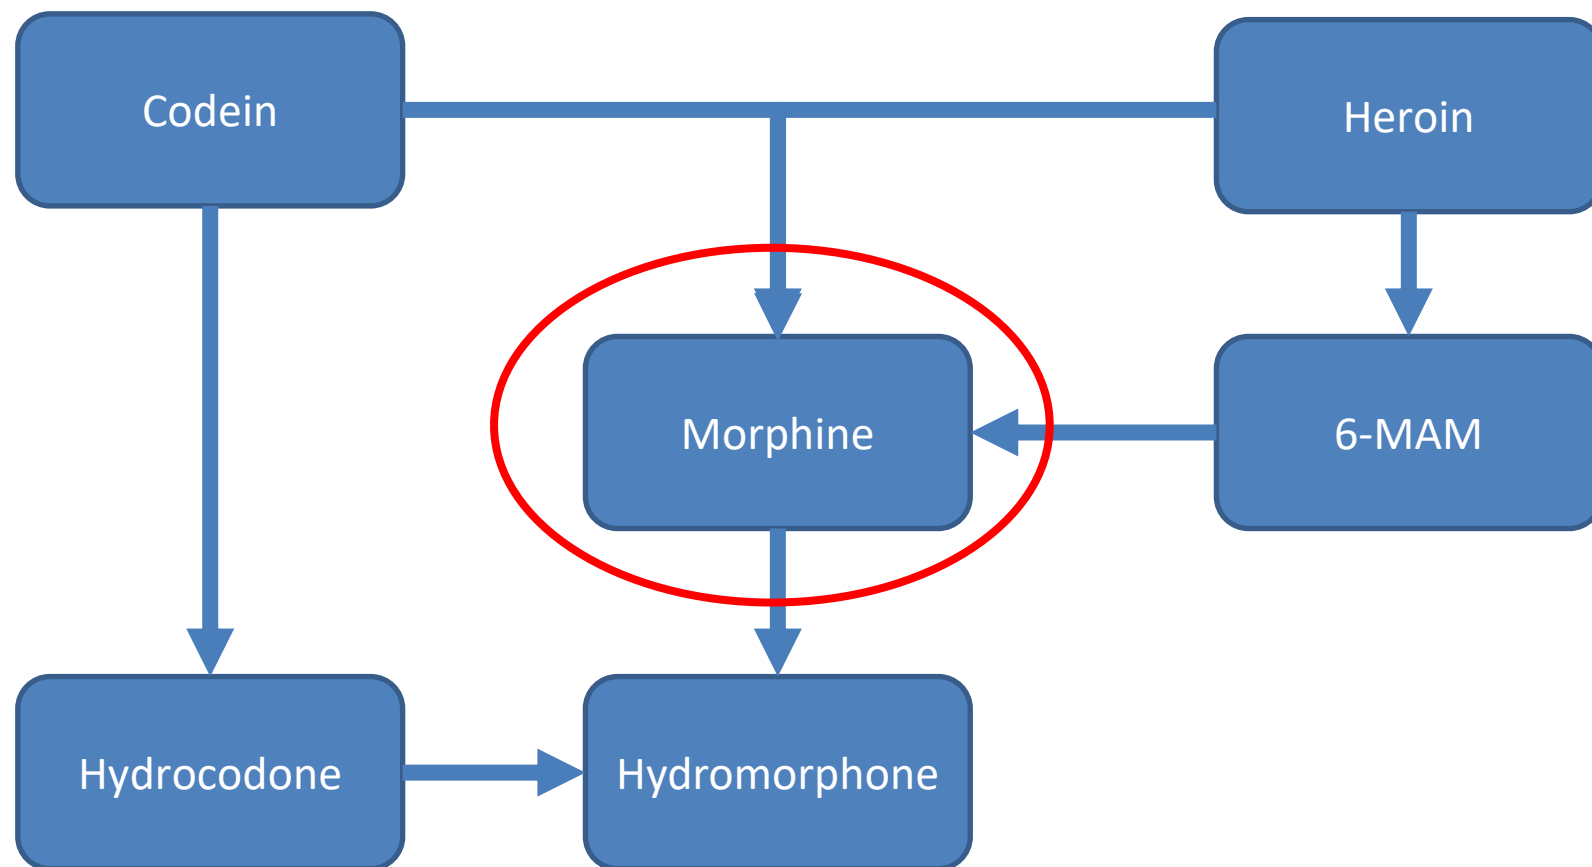 Codein
Heroin
Morphine
6-MAM
Hydrocodone
Hydromorphone